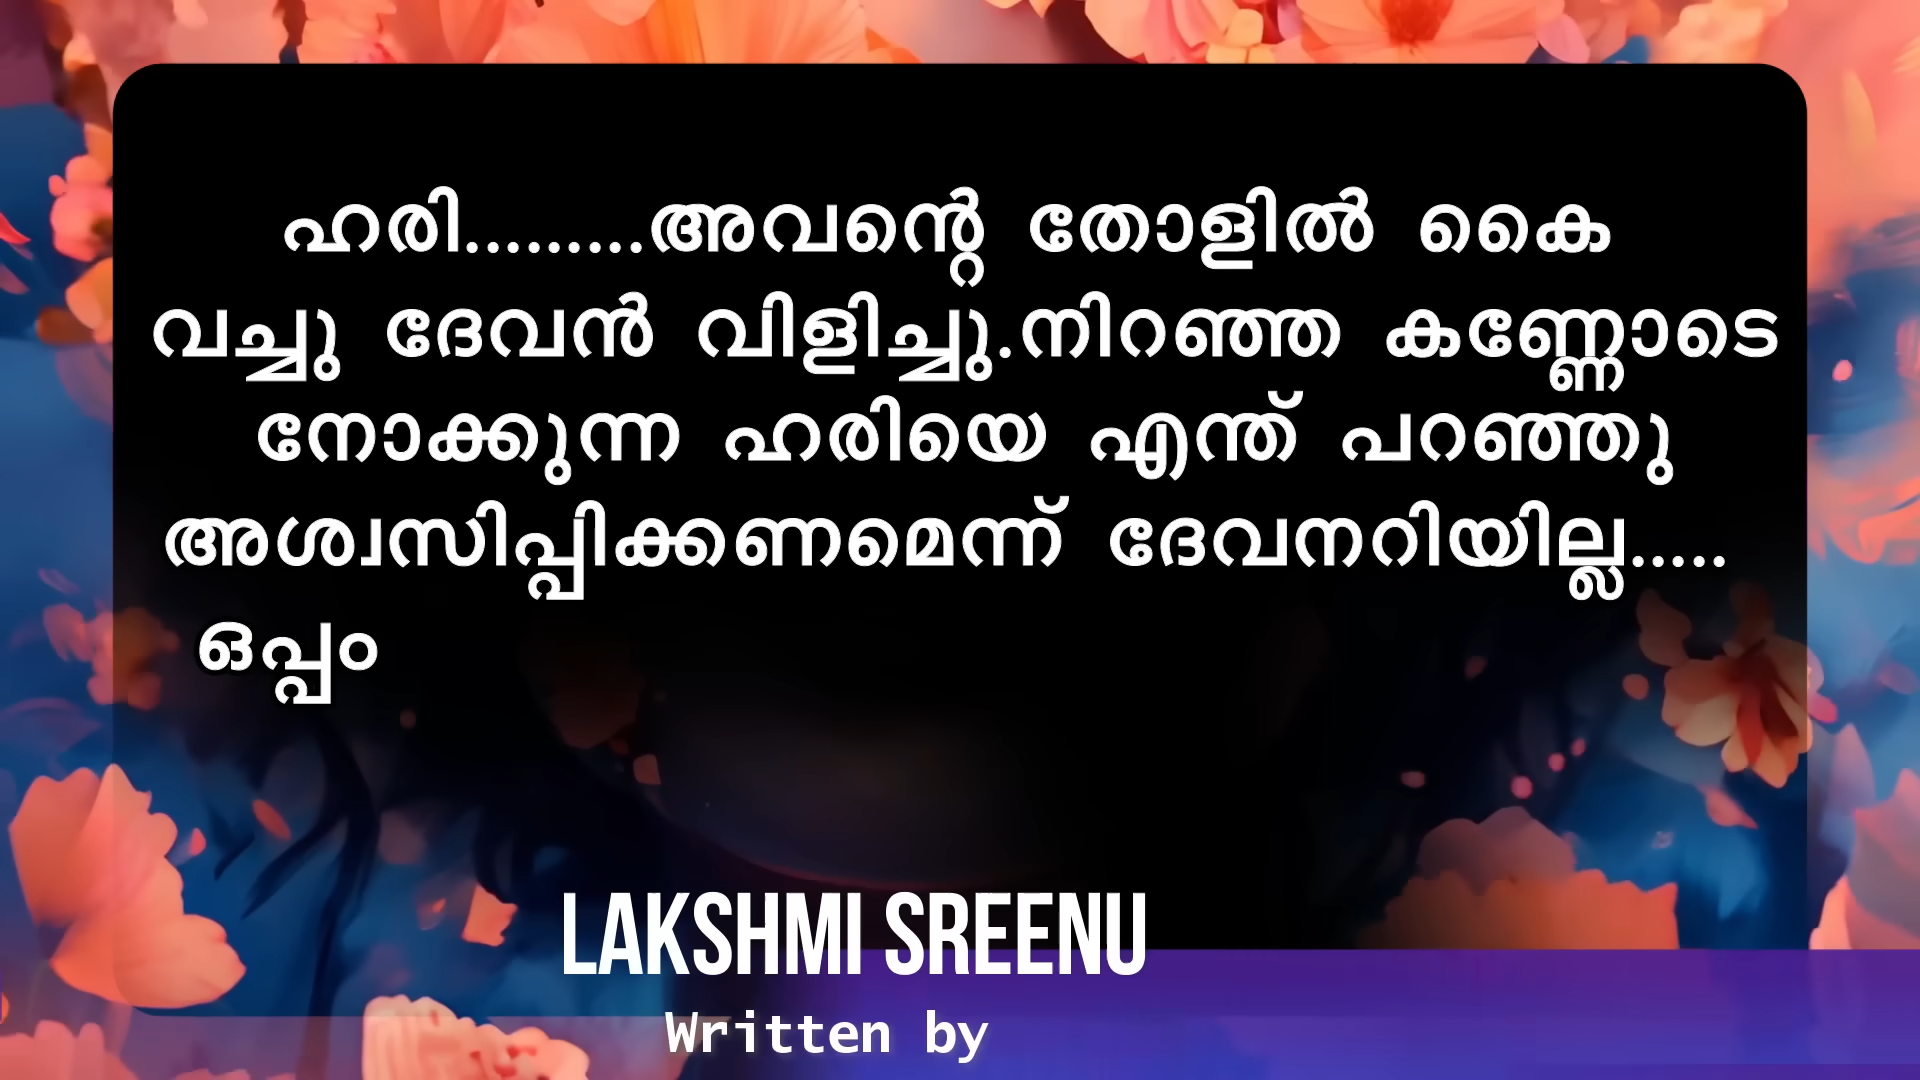 ഹരി.........അവന്റെ തോളിൽ കൈ
വച്ചു ദേവൻ വിളിച്ചു.നിറഞ്ഞ കണ്ണോടെ
നോക്കുന്ന ഹരിയെ എന്ത് പറഞ്ഞു
അശ്വസിപ്പിക്കണമെന്ന് ദേവനറിയില്ല.....
ഒപ്പം
LAKSHMI SREENU
Written by